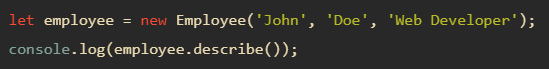 let employee = new Employee('John', 'Doe', 'Web Developer');
console.log(employee.describe());